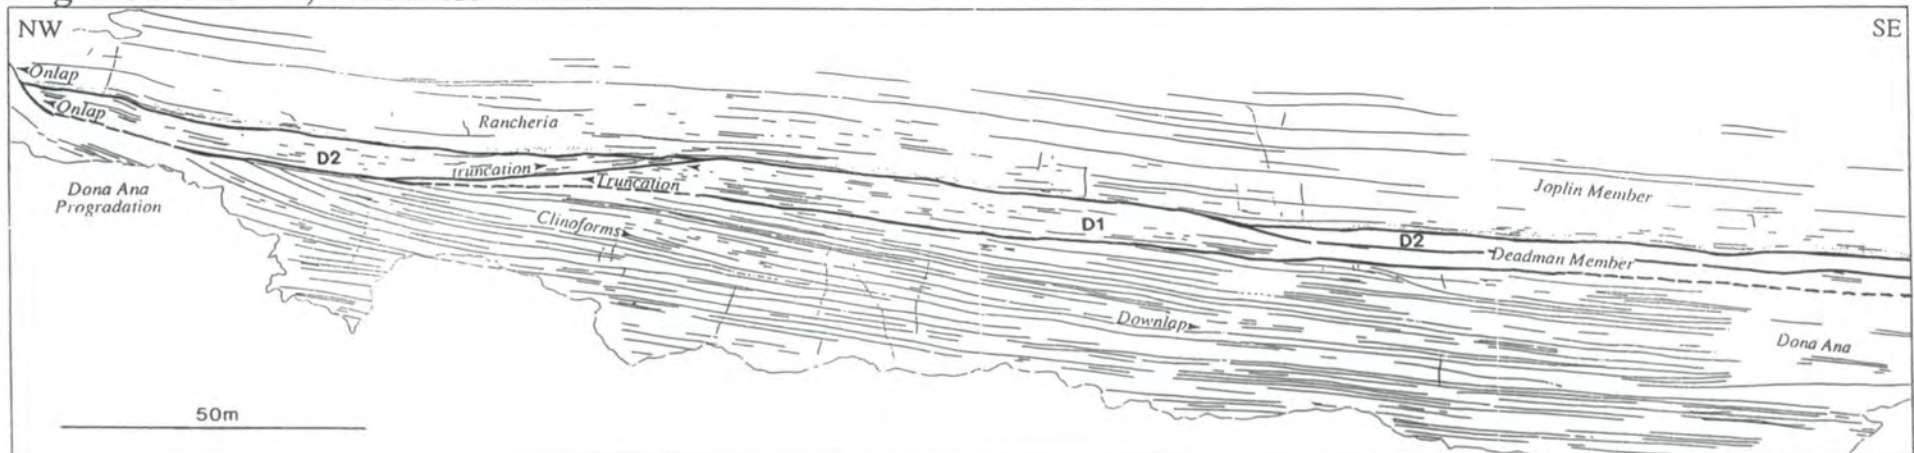 NW
SE
Onlap
Onlap
Rancheria
D2
truncation
Truncation
Dona Ana
Progradation
Clinoforms
D1
Joplin Member
D2
Deadman Member
Downlap
Dona Ana
50m